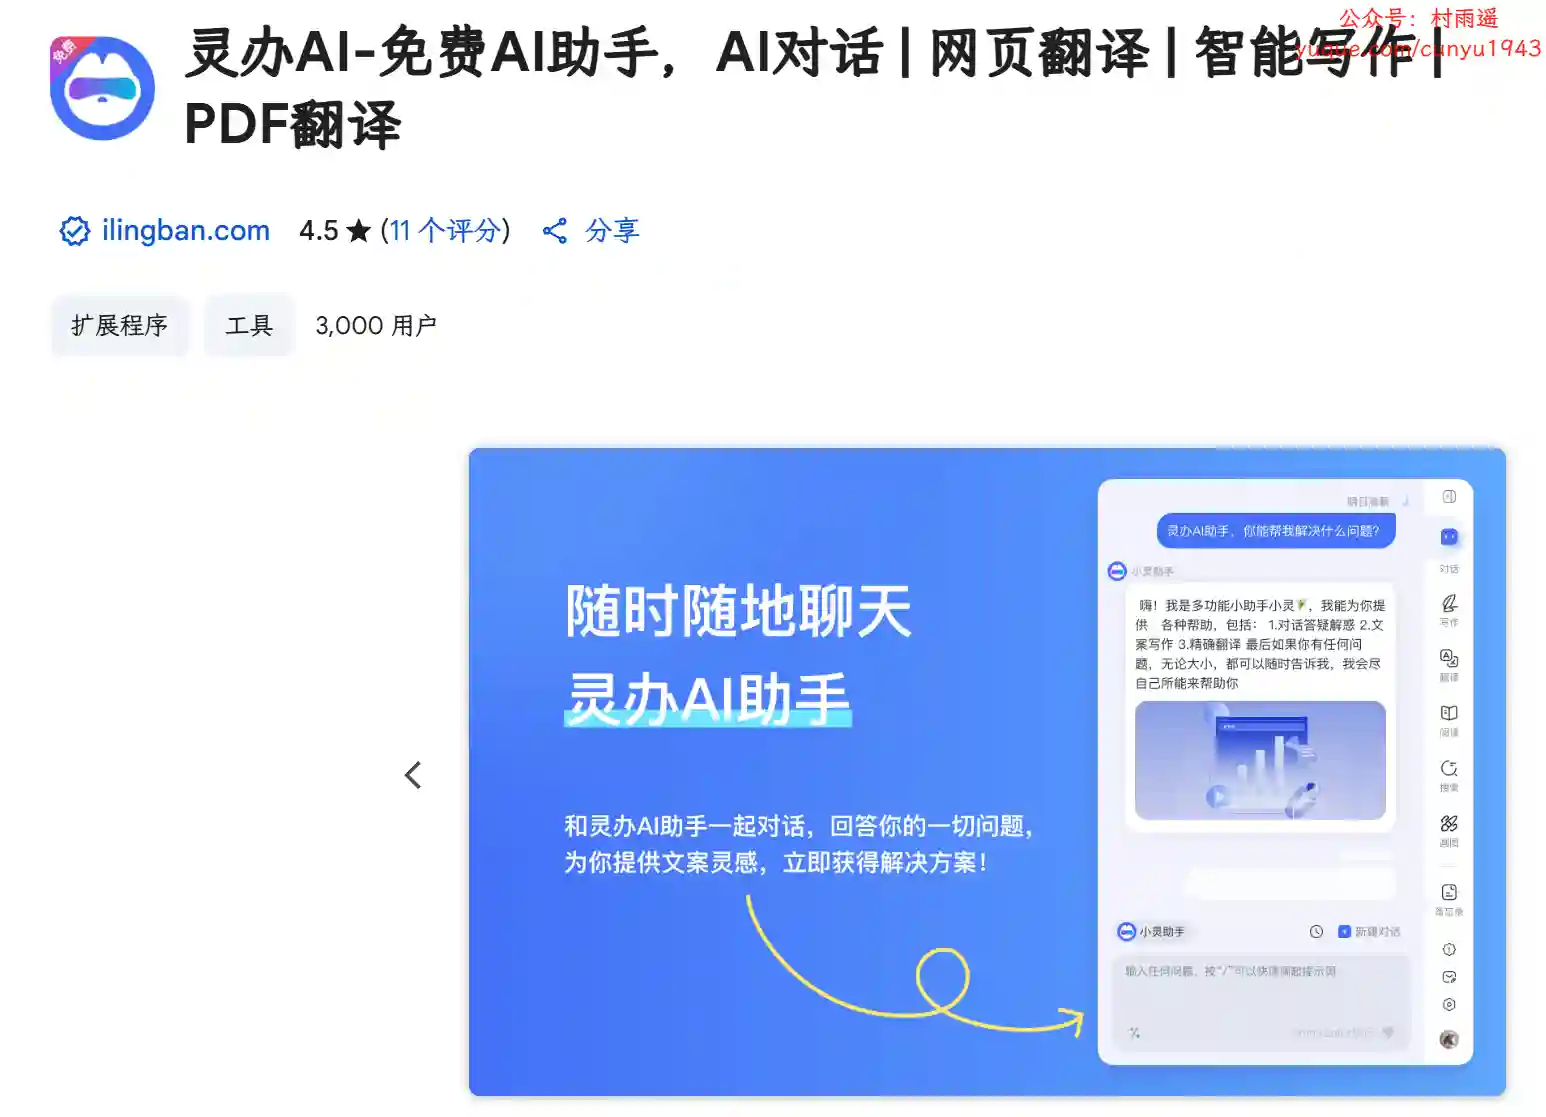 公众号：村雨遥
yuque.com/cunyu1943
免费
灵办AI-免费AI助手，AI对话 | 网页翻译 | 智能写作 |
PDF翻译
ilingban.com 4.5 ★ (11 个评分) 分享
扩展程序 工具 3,000 用户
随时随地聊天
灵办AI助手
和灵办AI助手一起对话，回答你的一切问题，
为你提供文案灵感，立即获得解决方案！
灵办AI助手，你能帮我解决什么问题？
小灵助手
嗨！我是多功能小助手小灵，我能为你提
供 各种帮助，包括： 1.对话答疑解惑 2.文
案写作 3.精确翻译 最后如果你有任何问
题，无论大小，都可以随时告诉我，我会尽
自己所能来帮助你
小灵助手 新建对话
输入任何问题，按“/”可以快速唤起提示词
对话
写作
翻译
阅读
搜索
画图
备忘录